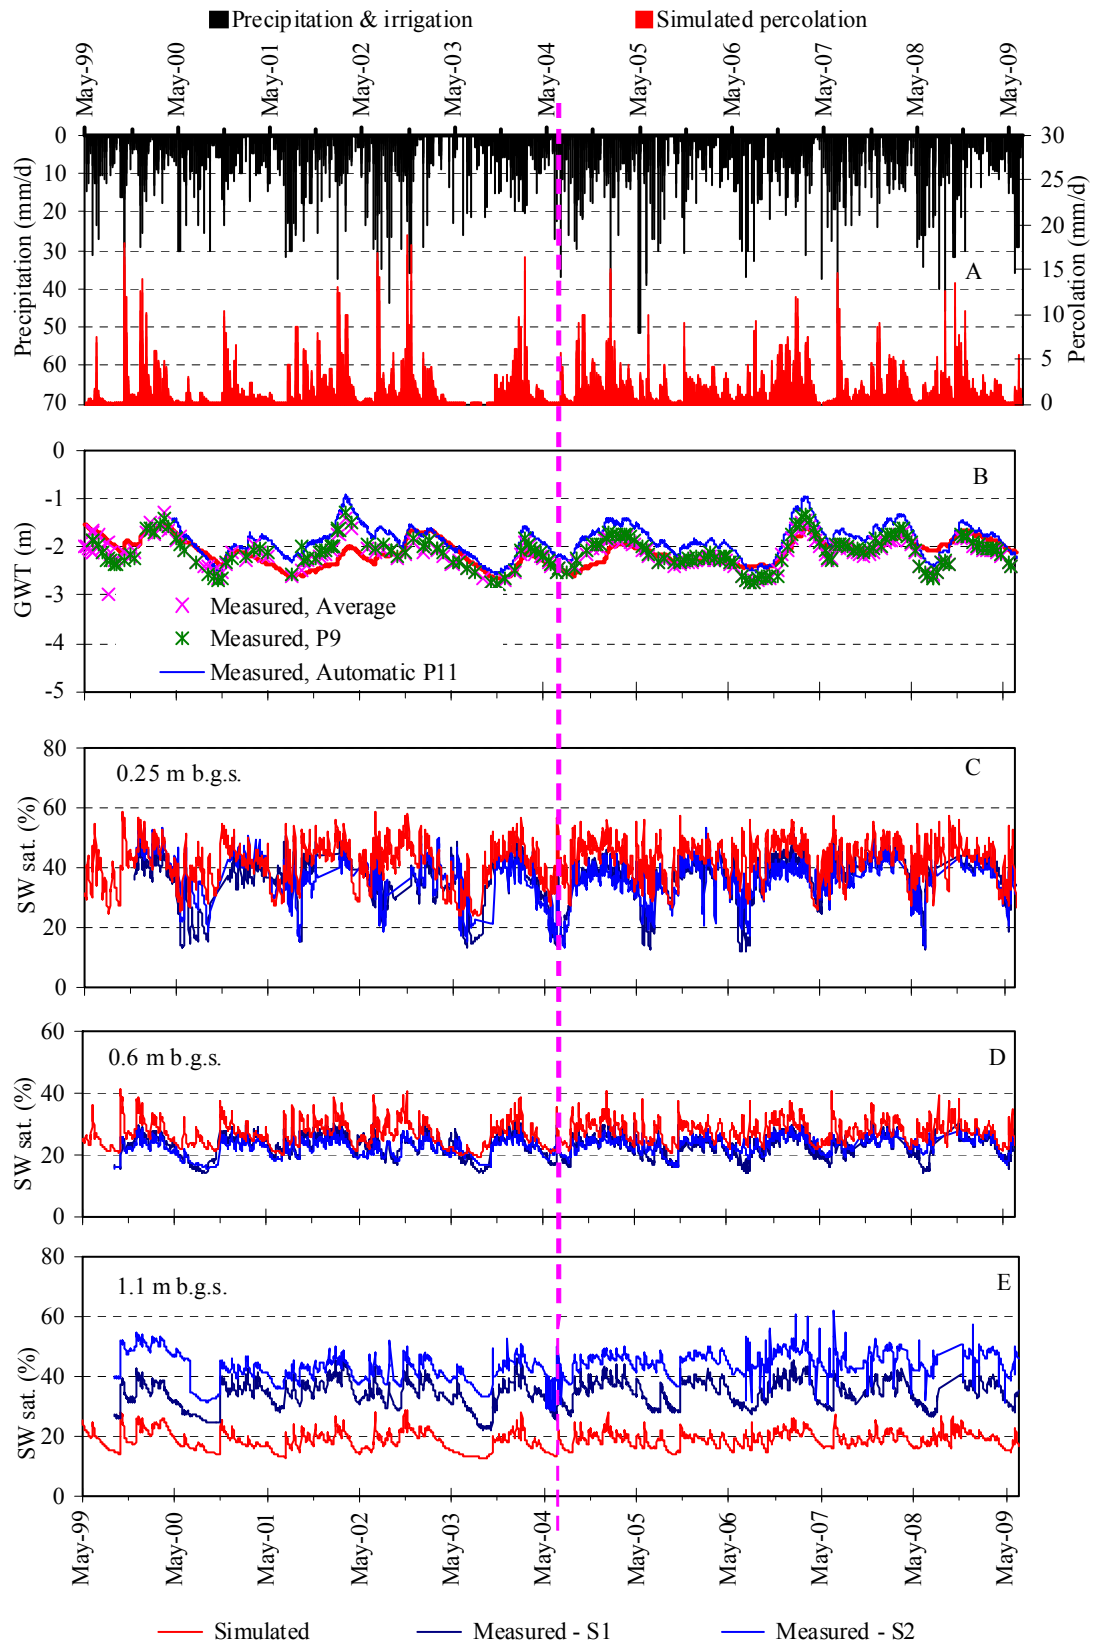 Precipitation & irrigation Simulated percolation
May-99 May-00 May-01 May-02 May-03 May-04 May-05 May-06 May-07 May-08 May-09
Precipitation (mm/d)
0
10
20
30
40
50
60
70
A
30
25
20
15
10
5
0
Percolation (mm/d)
GWT (m)
0
-1
-2
-3
-4
-5
B
Measured, Average
Measured, P9
Measured, Automatic P11
SW sat. (%)
80
60
40
20
0
0.25 m b.g.s.
C
SW sat. (%)
60
40
20
0
0.6 m b.g.s.
D
SW sat. (%)
80
60
40
20
0
1.1 m b.g.s.
E
May-99 May-00 May-01 May-02 May-03 May-04 May-05 May-06 May-07 May-08 May-09
Simulated Measured - S1 Measured - S2